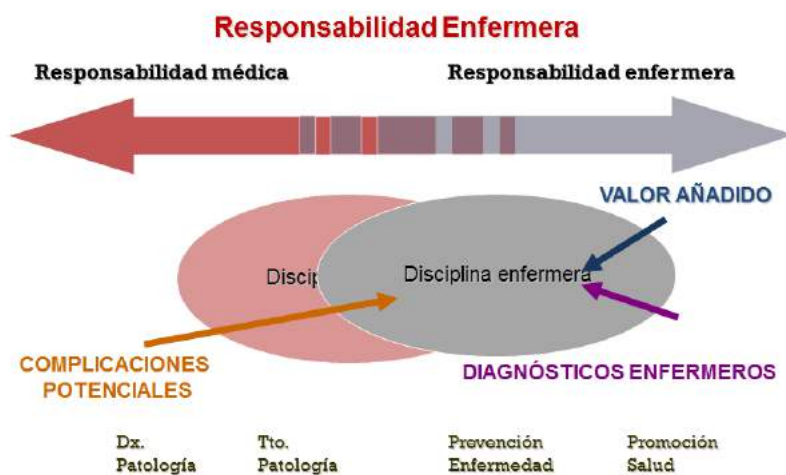 Responsabilidad Enfermera
Responsabilidad médica
Responsabilidad enfermera
VALOR AÑADIDO
Disciplina enfermera
COMPLICACIONES
POTENCIALES
DIAGNÓSTICOS ENFERMEROS
Dx.
Patología
Tto.
Patología
Prevención
Enfermedad
Promoción
Salud